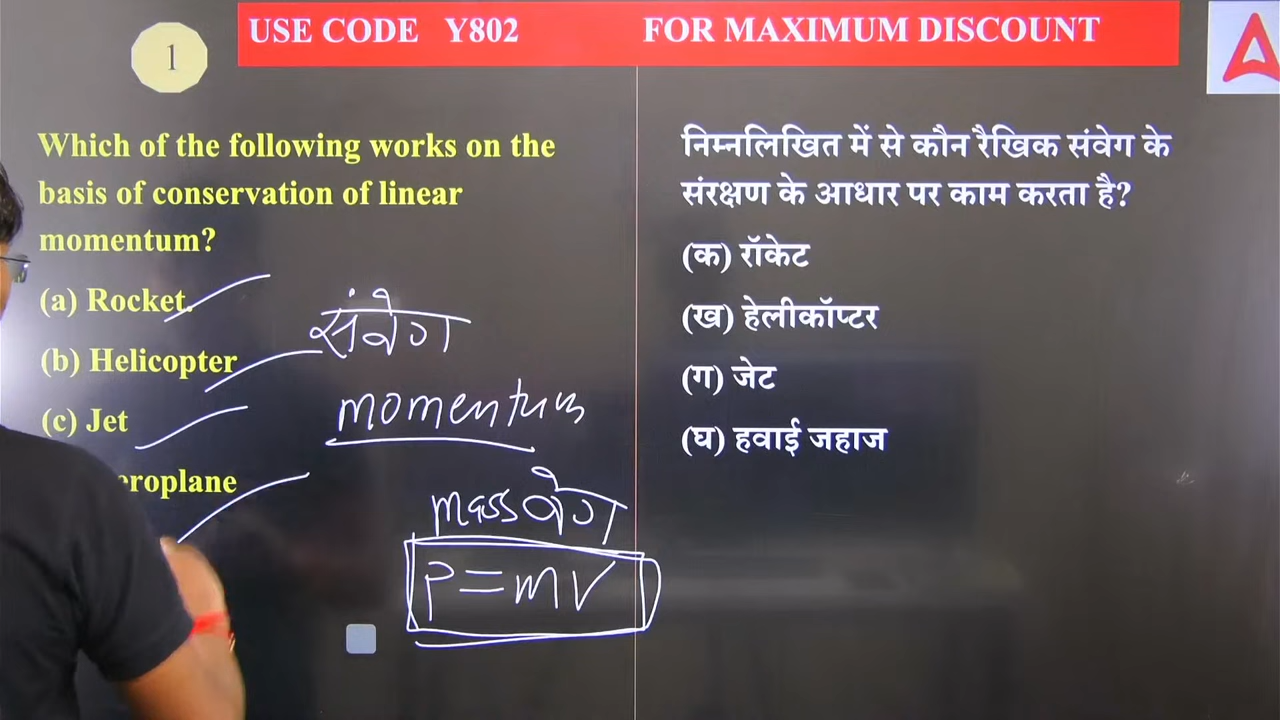 USE CODE Y802 FOR MAXIMUM DISCOUNT
1
Which of the following works on the
basis of conservation of linear
momentum?
(a) Rocket
(b) Helicopter
(c) Jet
eroplane
संवेग
momentum
mass वेग
P=mv
निम्नलिखित में से कौन रैखिक संवेग के
संरक्षण के आधार पर काम करता है?
(क) रॉकेट
(ख) हेलीकॉप्टर
(ग) जेट
(घ) हवाई जहाज